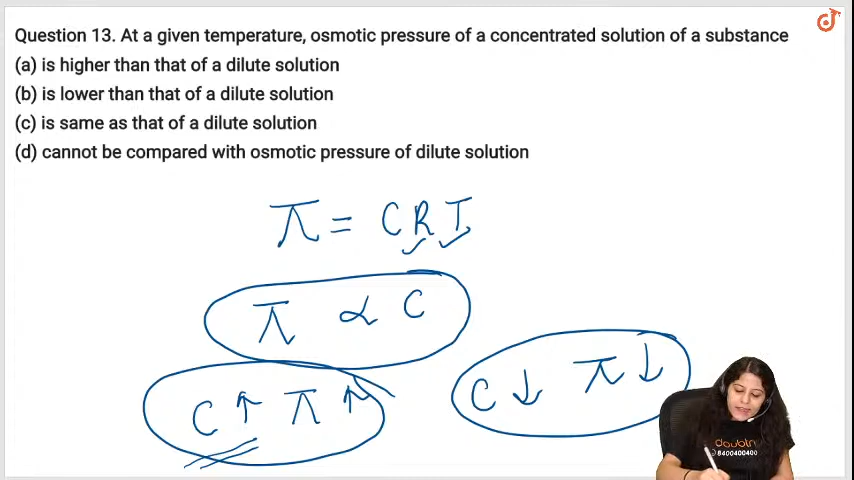 Question 13. At a given temperature, osmotic pressure of a concentrated solution of a substance
(a) is higher than that of a dilute solution
(b) is lower than that of a dilute solution
(c) is same as that of a dilute solution
(d) cannot be compared with osmotic pressure of dilute solution
π = CRT
π ∝ C
C ↑ π ↑
C ↓ π ↓
doubtn
8400400400